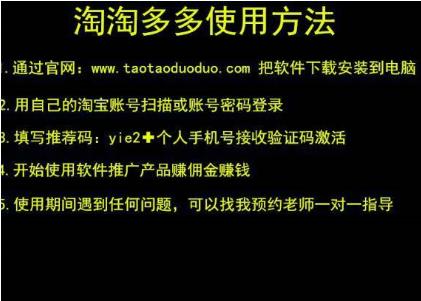 淘淘多多使用方法
1.通过官网：www.taotaoduoduo.com 把软件下载安装到电脑
2.用自己的淘宝账号扫描或账号密码登录
3.填写推荐码：yie2✚个人手机号接收验证码激活
4.开始使用软件推广产品赚佣金赚钱
5.使用期间遇到任何问题，可以找我预约老师一对一指导